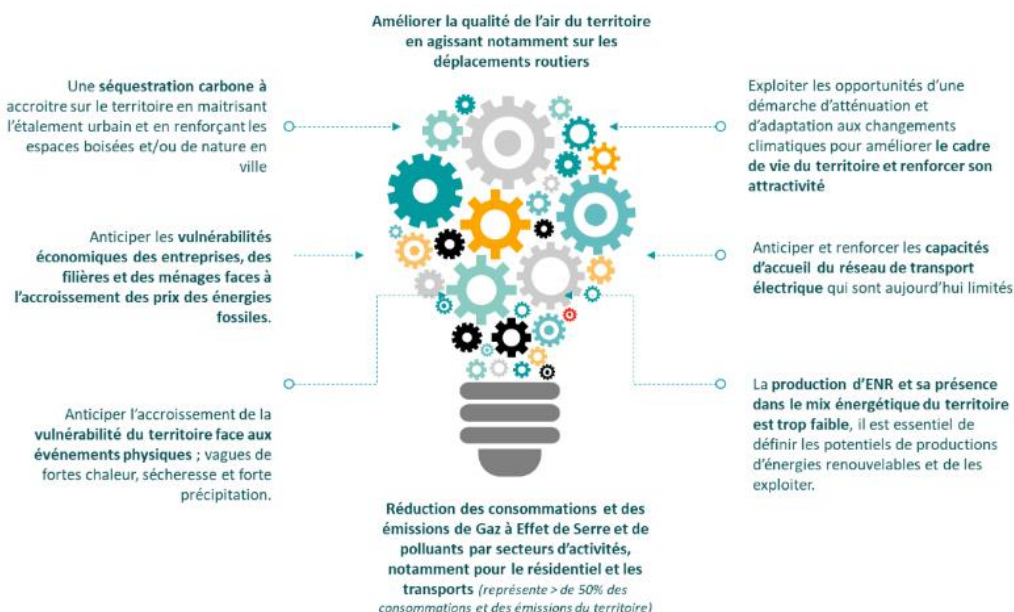 Améliorer la qualité de l'air du territoire
en agissant notamment sur les
déplacements routiers
Une séquestration carbone à
accroitre sur le territoire en maitrisant
l'étalement urbain et en renforçant les
espaces boisées et/ou de nature en
ville
Exploiter les opportunités d'une
démarche d'atténuation et
d'adaptation aux changements
climatiques pour améliorer le cadre
de vie du territoire et renforcer son
attractivité
Anticiper les vulnérabilités
économiques des entreprises, des
filières et des ménages faces à
l'accroissement des prix des énergies
fossiles.
Anticiper et renforcer les capacités
d'accueil du réseau de transport
électrique qui sont aujourd'hui limités
Anticiper l'accroissement de la
vulnérabilité du territoire face aux
événements physiques ; vagues de
fortes chaleur, sécheresse et forte
précipitation.
La production d'ENR et sa présence
dans le mix énergétique du territoire
est trop faible, il est essentiel de
définir les potentiels de productions
d'énergies renouvelables et de les
exploiter.
Réduction des consommations et des
émissions de Gaz à Effet de Serre et de
polluants par secteurs d'activités,
notamment pour le résidentiel et les
transports (représente > de 50% des
consommations et des émissions du territoire)